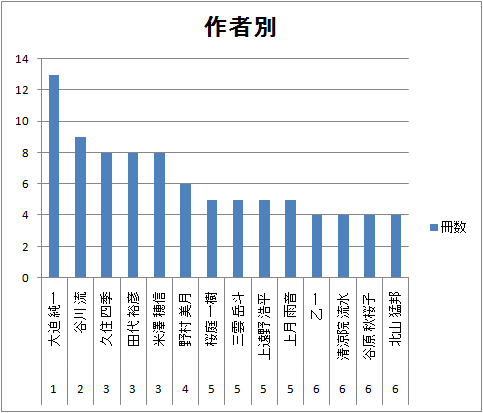 作者別
14
12
10
8
6
4
2
0
大迫 純一
谷川 流
久住 四季
田代 裕彦
米澤 穂信
野村 美月
桜庭 一樹
三雲 岳斗
上遠野 浩平
上月 雨音
乙一
清涼院 流水
谷原 秋桜子
北山 猛邦
1 2 3 3 3 4 5 5 5 5 6 6 6 6
冊数